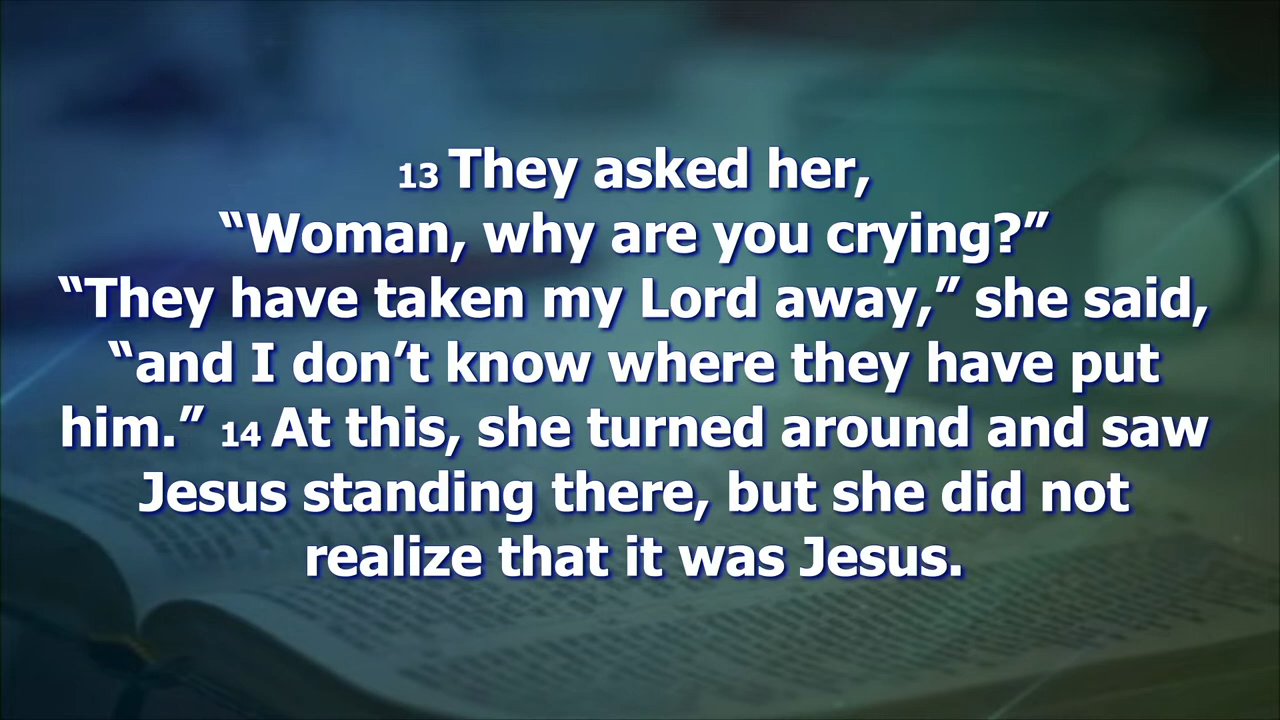 13 They asked her,
“Woman, why are you crying?”
“They have taken my Lord away,” she said,
“and I don’t know where they have put
him.” 14 At this, she turned around and saw
Jesus standing there, but she did not
realize that it was Jesus.